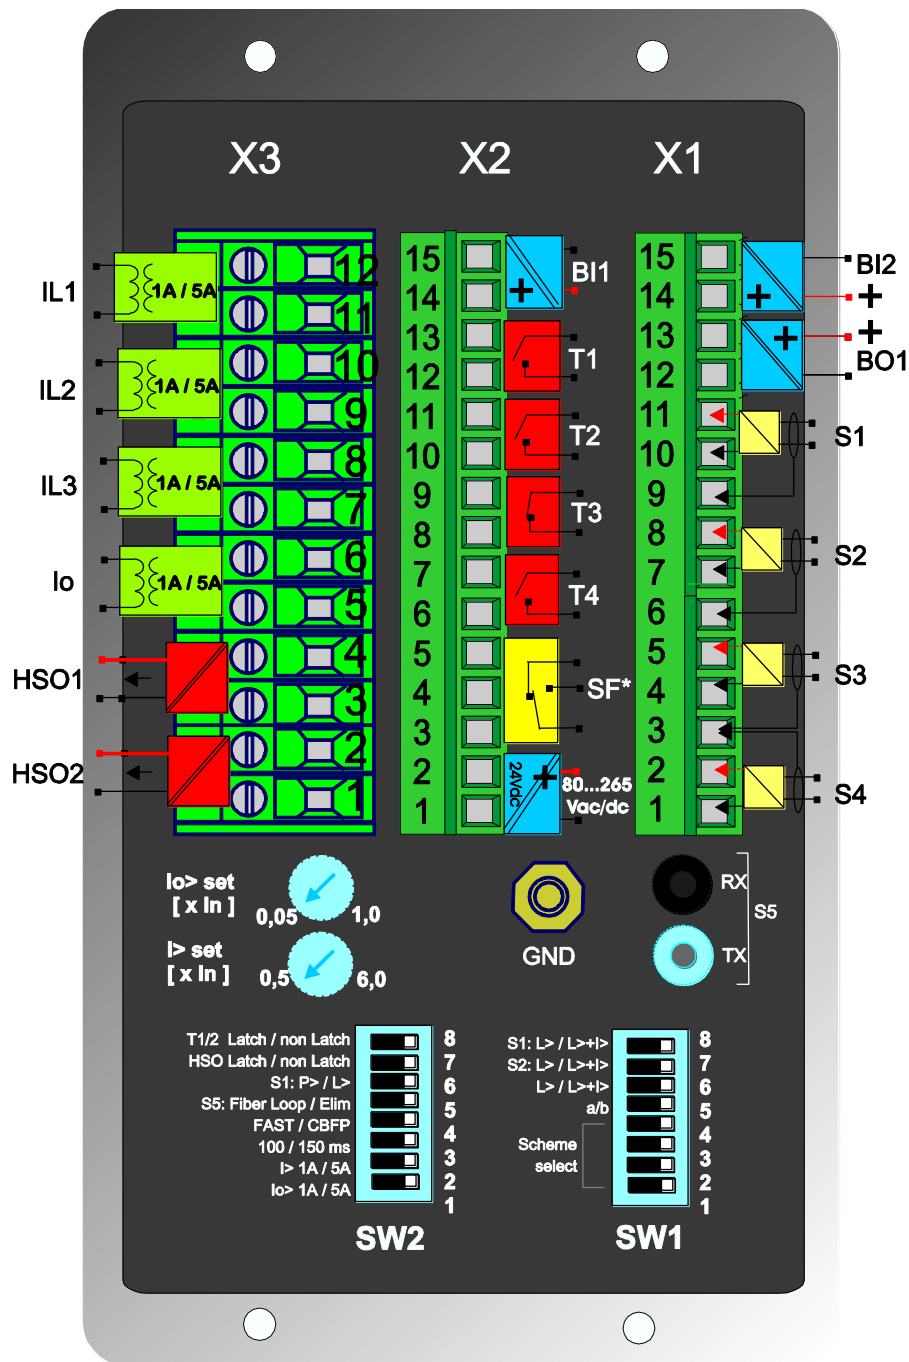 X3
X2
X1
IL1
1A / 5A
12
11
IL2
1A / 5A
10
9
IL3
1A / 5A
8
7
Io
1A / 5A
6
5
HSO1
4
3
HSO2
2
1
15
14
13
12
11
10
9
8
7
6
5
4
3
2
1
+
BI1
T1
T2
T3
T4
SF*
24Vdc
+
80...265
Vac/dc
15
14
13
12
11
10
9
8
7
6
5
4
3
2
1
+
BI2
+
+
+
BO1
S1
S2
S3
S4
Io> set
[ x In ]
0,05
1,0
I> set
[ x In ]
0,5
6,0
GND
RX
TX
S5
T1/2 Latch / non Latch
HSO Latch / non Latch
S1: P> / L>
S5: Fiber Loop / Elim
FAST / CBFP
100 / 150 ms
I> 1A / 5A
Io> 1A / 5A
8
7
6
5
4
3
2
1
SW2
S1: L> / L>+I>
S2: L> / L>+I>
L> / L>+I>
a/b
Scheme
select
8
7
6
5
4
3
2
1
SW1